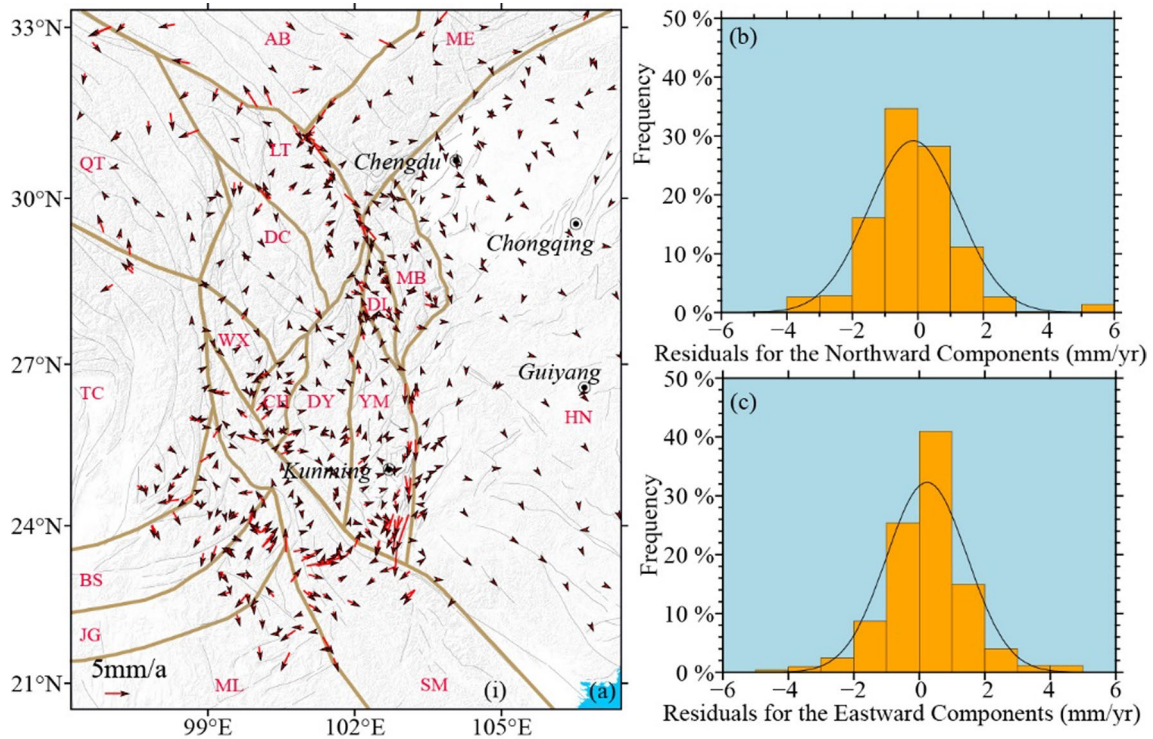 33°N
30°N
27°N
24°N
21°N
99°E
102°E
105°E
AB
ME
QT
LT
Chengdu
DC
Chongqing
MB
DL
WX
Guiyang
TC
CH
DY
YM
HN
Kunming
BS
JG
5mm/a
ML
SM
(i)
(a)
(b)
50 %
40 %
30 %
20 %
10 %
0 %
Frequency
−6
−4
−2
0
2
4
6
Residuals for the Northward Components (mm/yr)
(c)
50 %
40 %
30 %
20 %
10 %
0 %
Frequency
−6
−4
−2
0
2
4
6
Residuals for the Eastward Components (mm/yr)